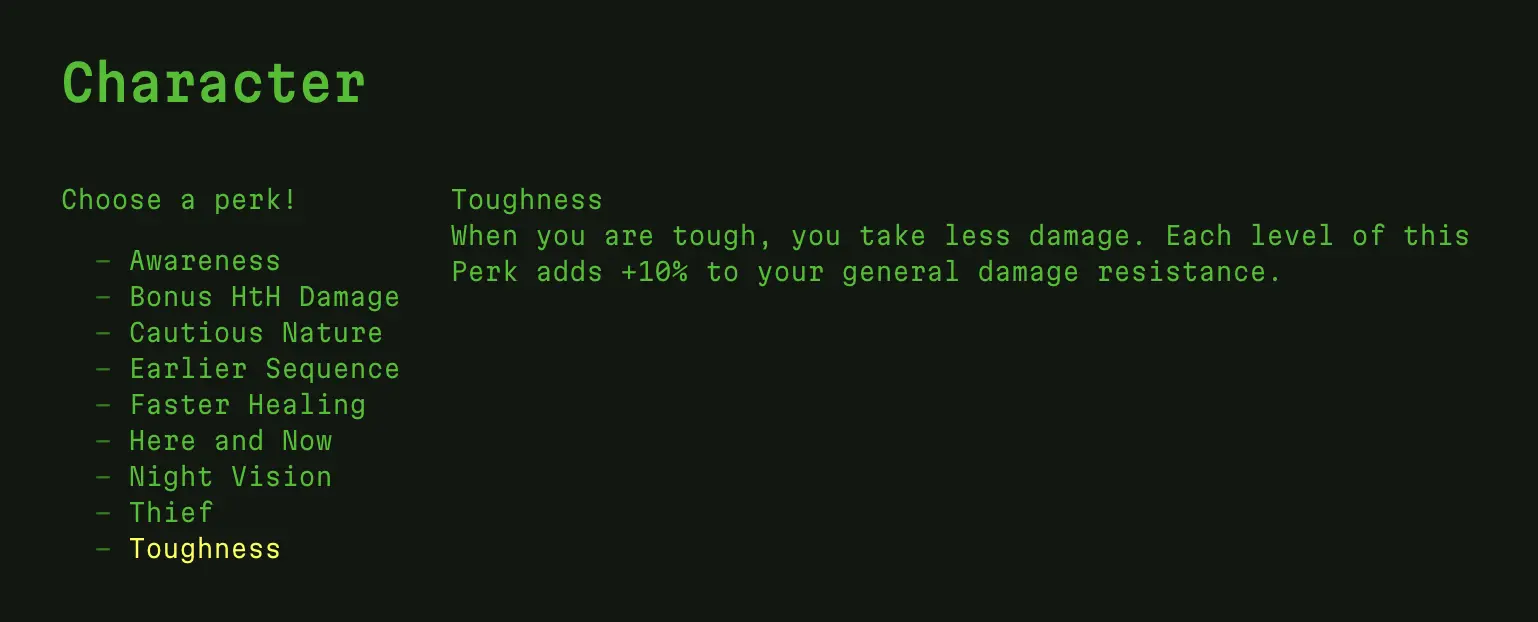 Character
Choose a perk!
– Awareness
– Bonus HtH Damage
– Cautious Nature
– Earlier Sequence
– Faster Healing
– Here and Now
– Night Vision
– Thief
– Toughness
Toughness
When you are tough, you take less damage. Each level of this
Perk adds +10% to your general damage resistance.